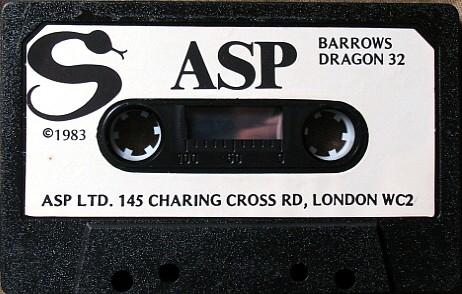 ASP
BARROWS
DRAGON 32
©1983
100 50 0
ASP LTD. 145 CHARING CROSS RD, LONDON WC2